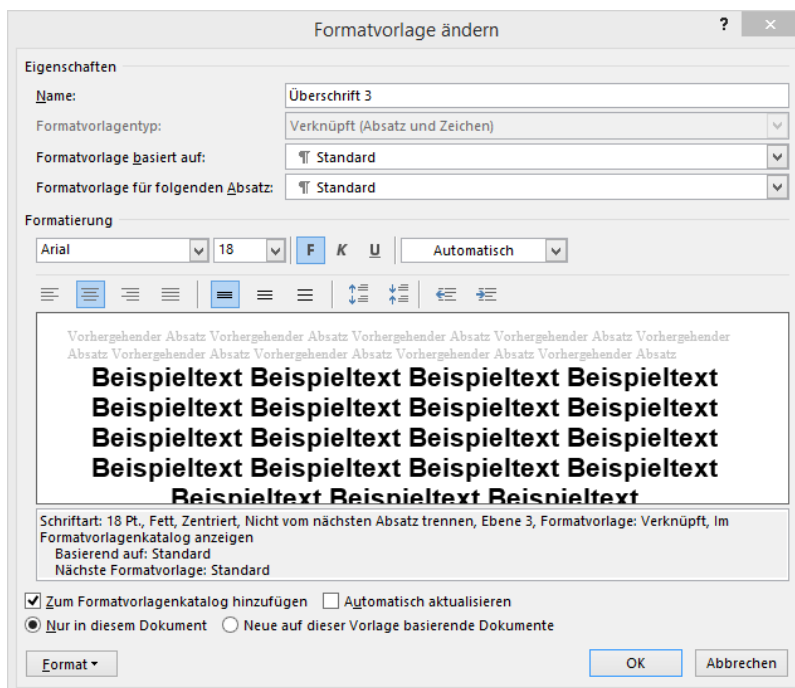 Formatvorlage ändern
?
Eigenschaften
Name: Überschrift 3
Formatvorlagentyp: Verknüpft (Absatz und Zeichen)
Formatvorlage basiert auf: ¶ Standard
Formatvorlage für folgenden Absatz: ¶ Standard
Formatierung
Arial 18 F K U Automatisch
Vorhergehender Absatz Vorhergehender Absatz Vorhergehender Absatz Vorhergehender Absatz Vorhergehender
Absatz Vorhergehender Absatz Vorhergehender Absatz Vorhergehender Absatz Vorhergehender Absatz
Beispieltext Beispieltext Beispieltext Beispieltext
Beispieltext Beispieltext Beispieltext Beispieltext
Beispieltext Beispieltext Beispieltext Beispieltext
Beispieltext Beispieltext Beispieltext Beispieltext
Beispieltext Beispieltext Beispieltext
Schriftart: 18 Pt., Fett, Zentriert, Nicht vom nächsten Absatz trennen, Ebene 3, Formatvorlage: Verknüpft, Im
Formatvorlagenkatalog anzeigen
Basierend auf: Standard
Nächste Formatvorlage: Standard
Zum Formatvorlagenkatalog hinzufügen Automatisch aktualisieren
Nur in diesem Dokument Neue auf dieser Vorlage basierende Dokumente
Format OK Abbrechen